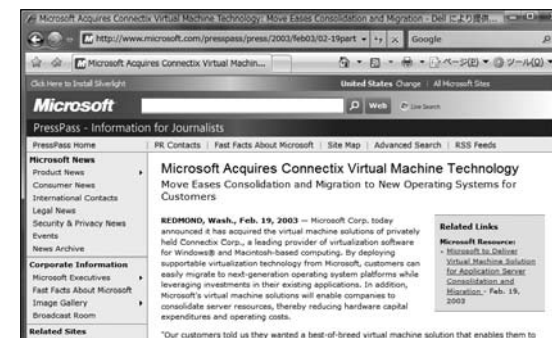 Microsoft Acquires Connectix Virtual Machine Technology: Move Eases Consolidation and Migration - Dell により提供...
http://www.microsoft.com/presspass/press/2003/feb03/02-19part
Google
Microsoft Acquires Connectix Virtual Machin...
ページ(P) ツール(O)
Click Here to Install Silverlight
United States Change | All Microsoft Sites
Microsoft
Web
Live Search
PressPass - Information for Journalists
PressPass Home
PR Contacts | Fast Facts About Microsoft | Site Map | Advanced Search | RSS Feeds
Microsoft News
Product News
Consumer News
International Contacts
Legal News
Security & Privacy News
Events
News Archive
Corporate Information
Microsoft Executives
Fast Facts About Microsoft
Image Gallery
Broadcast Room
Related Sites
Microsoft Acquires Connectix Virtual Machine Technology
Move Eases Consolidation and Migration to New Operating Systems for
Customers
REDMOND, Wash., Feb. 19, 2003 — Microsoft Corp. today
announced it has acquired the virtual machine solutions of privately
held Connectix Corp., a leading provider of virtualization software
for Windows® and Macintosh-based computing. By deploying
supportable virtualization technology from Microsoft, customers can
easily migrate to next-generation operating system platforms while
leveraging investments in their existing applications. In addition,
Microsoft's virtual machine solutions will enable companies to
consolidate server resources, thereby reducing hardware capital
expenditures and operating costs.
"Our customers told us they wanted a best-of-breed virtual machine solution that enables them to
Related Links
Microsoft Resource:
Microsoft to Deliver
Virtual Machine Solution
for Application Server
Consolidation and
Migration - Feb. 19,
2003